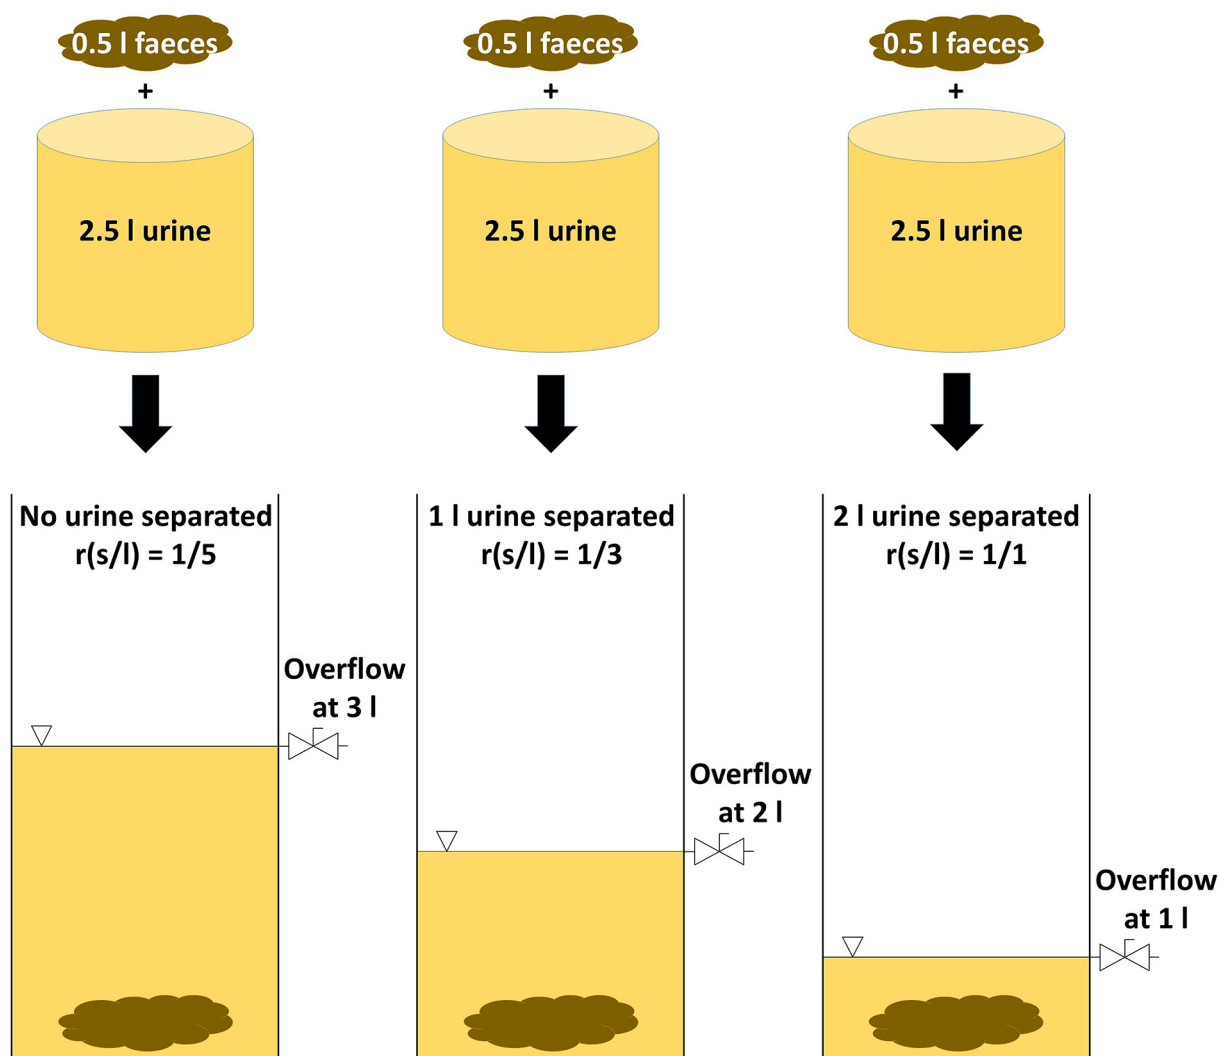 0.5 l faeces
+
2.5 l urine
0.5 l faeces
+
2.5 l urine
0.5 l faeces
+
2.5 l urine
No urine separated
r(s/l) = 1/5
Overflow
at 3 l
1 l urine separated
r(s/l) = 1/3
Overflow
at 2 l
2 l urine separated
r(s/l) = 1/1
Overflow
at 1 l